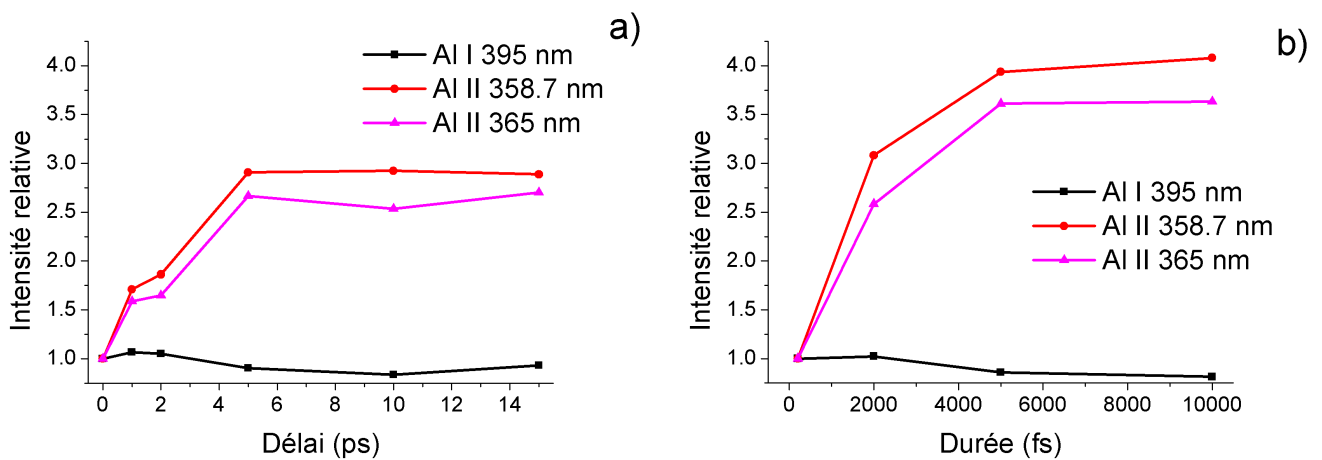 a)
Al I 395 nm
Al II 358.7 nm
Al II 365 nm
Intensité relative
4.0
3.5
3.0
2.5
2.0
1.5
1.0
0 2 4 6 8 10 12 14
Délai (ps)
b)
Al I 395 nm
Al II 358.7 nm
Al II 365 nm
Intensité relative
4.0
3.5
3.0
2.5
2.0
1.5
1.0
0 2000 4000 6000 8000 10000
Durée (fs)